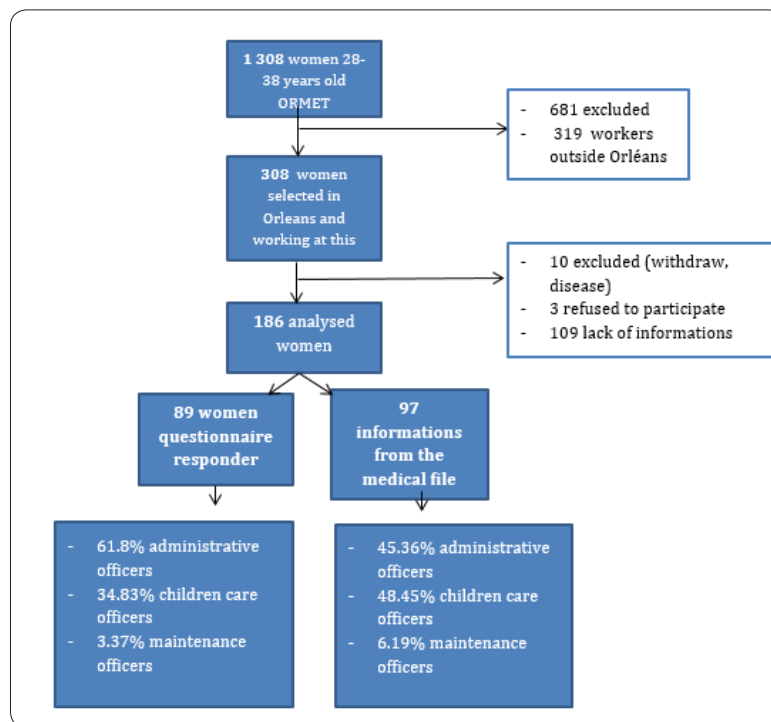 1 308 women 28-
38 years old
ORMET
- 681 excluded
- 319 workers
outside Orléans
308 women
selected in
Orleans and
working at this
- 10 excluded (withdraw,
disease)
- 3 refused to participate
- 109 lack of informations
186 analysed
women
89 women
questionnaire
responder
97
informations
from the
medical file
- 61.8% administrative
officers
- 34.83% children care
officers
- 3.37% maintenance
officers
- 45.36% administrative
officers
- 48.45% children care
officers
- 6.19% maintenance
officers